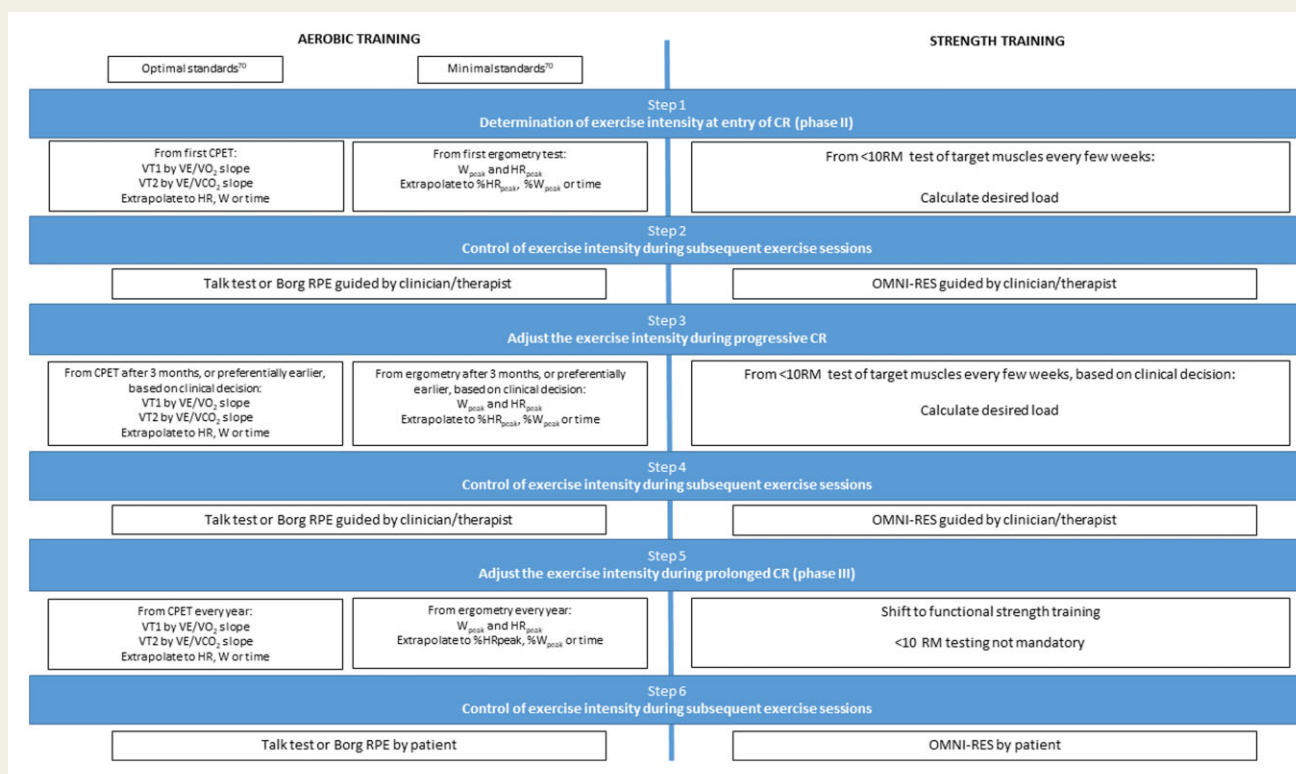 AEROBIC TRAINING
STRENGTH TRAINING
Optimal standards⁷⁰
Minimal standards⁷⁰
Step 1
Determination of exercise intensity at entry of CR (phase II)
From first CPET:
VT1 by VE/VO₂ slope
VT2 by VE/VCO₂ slope
Extrapolate to HR, W or time
From first ergometry test:
Wpeak and HRpeak
Extrapolate to %HRpeak, %Wpeak or time
From <10RM test of target muscles every few weeks:
Calculate desired load
Step 2
Control of exercise intensity during subsequent exercise sessions
Talk test or Borg RPE guided by clinician/therapist
OMNI-RES guided by clinician/therapist
Step 3
Adjust the exercise intensity during progressive CR
From CPET after 3 months, or preferentially earlier,
based on clinical decision:
VT1 by VE/VO₂ slope
VT2 by VE/VCO₂ slope
Extrapolate to HR, W or time
From ergometry after 3 months, or preferentially
earlier, based on clinical decision:
Wpeak and HRpeak
Extrapolate to %HRpeak, %Wpeak or time
From <10RM test of target muscles every few weeks, based on clinical decision:
Calculate desired load
Step 4
Control of exercise intensity during subsequent exercise sessions
Talk test or Borg RPE guided by clinician/therapist
OMNI-RES guided by clinician/therapist
Step 5
Adjust the exercise intensity during prolonged CR (phase III)
From CPET every year:
VT1 by VE/VO₂ slope
VT2 by VE/VCO₂ slope
Extrapolate to HR, W or time
From ergometry every year:
Wpeak and HRpeak
Extrapolate to %HRpeak, %Wpeak or time
Shift to functional strength training
<10 RM testing not mandatory
Step 6
Control of exercise intensity during subsequent exercise sessions
Talk test or Borg RPE by patient
OMNI-RES by patient